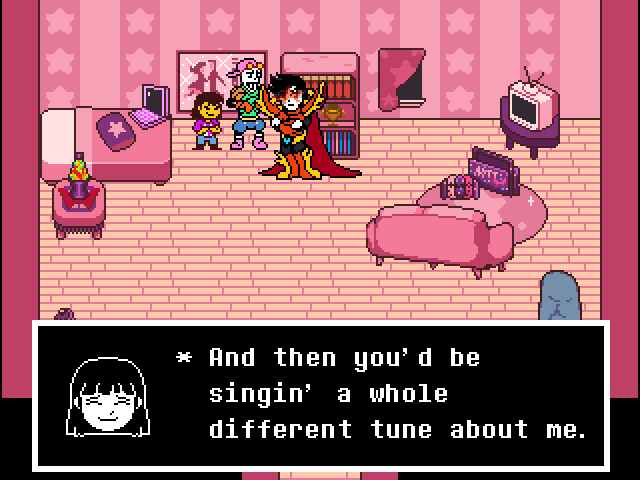 * And then you'd be
singin' a whole
different tune about me.